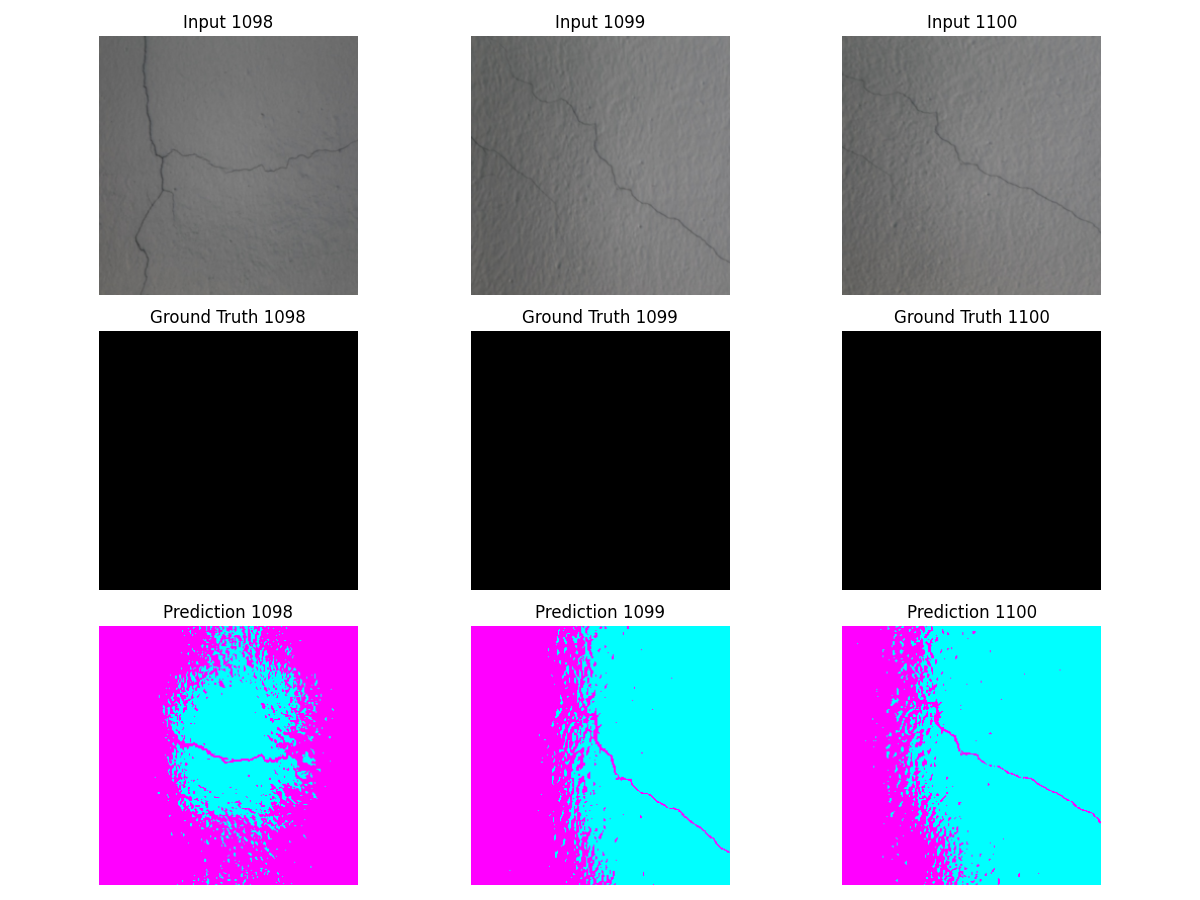 Input 1098
Input 1099
Input 1100
Ground Truth 1098
Ground Truth 1099
Ground Truth 1100
Prediction 1098
Prediction 1099
Prediction 1100